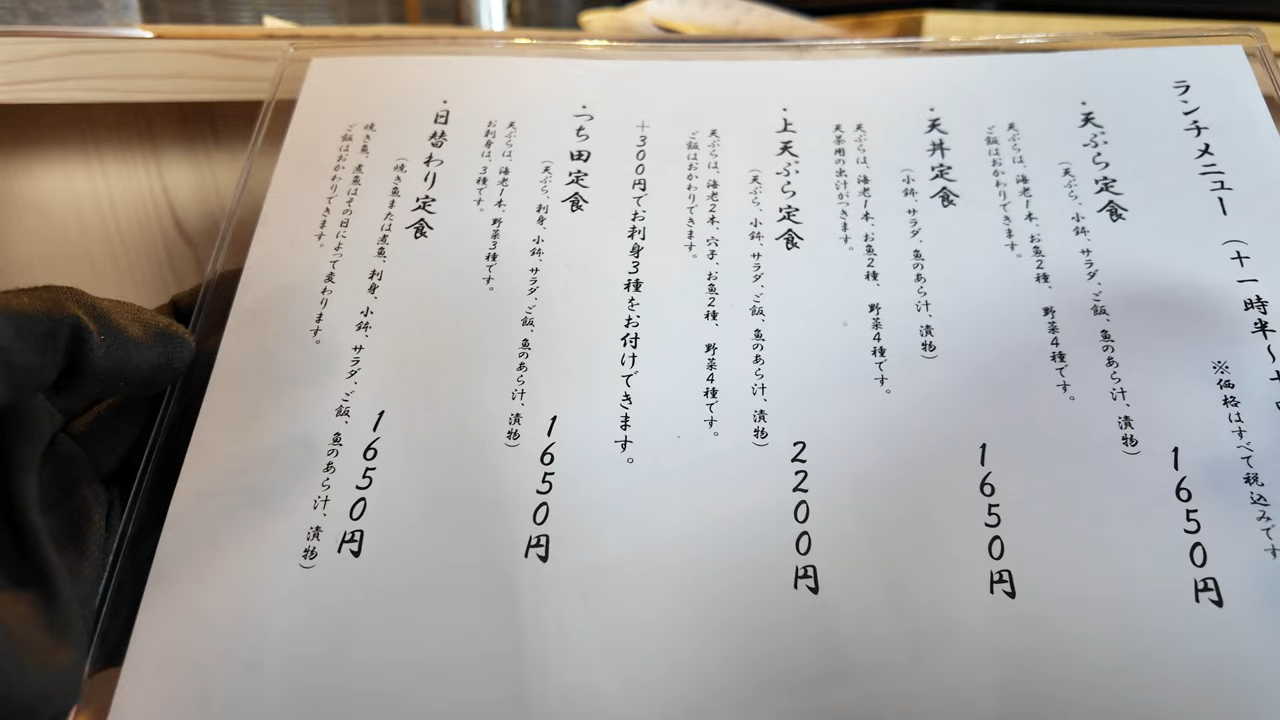 ランチメニュー (十一時半〜十
※価格はすべて税込みです
・天ぷら定食
(天ぷら、小鉢、サラダ、ご飯、魚のあら汁、漬物)
1650円
天ぷらは、海老1本、お魚2種、野菜4種です。
ご飯はおかわりできます。
・天丼定食
(小鉢、サラダ、魚のあら汁、漬物)
1650円
天ぷらは、海老1本、お魚2種、野菜4種です。
天茶用の出汁がつきます。
・上天ぷら定食
(天ぷら、小鉢、サラダ、ご飯、魚のあら汁、漬物)
2200円
天ぷらは、海老2本、穴子、お魚2種、野菜4種です。
ご飯はおかわりできます。
+300円でお刺身3種をお付けできます。
・つち田定食
(天ぷら、刺身、小鉢、サラダ、ご飯、魚のあら汁、漬物)
1650円
天ぷらは、海老1本、野菜3種です。
お刺身は、3種です。
・日替わり定食
(焼き魚または煮魚、刺身、小鉢、サラダ、ご飯、魚のあら汁、漬物)
1650円
焼き魚、煮魚はその日によって変わります。
ご飯はおかわりできます。